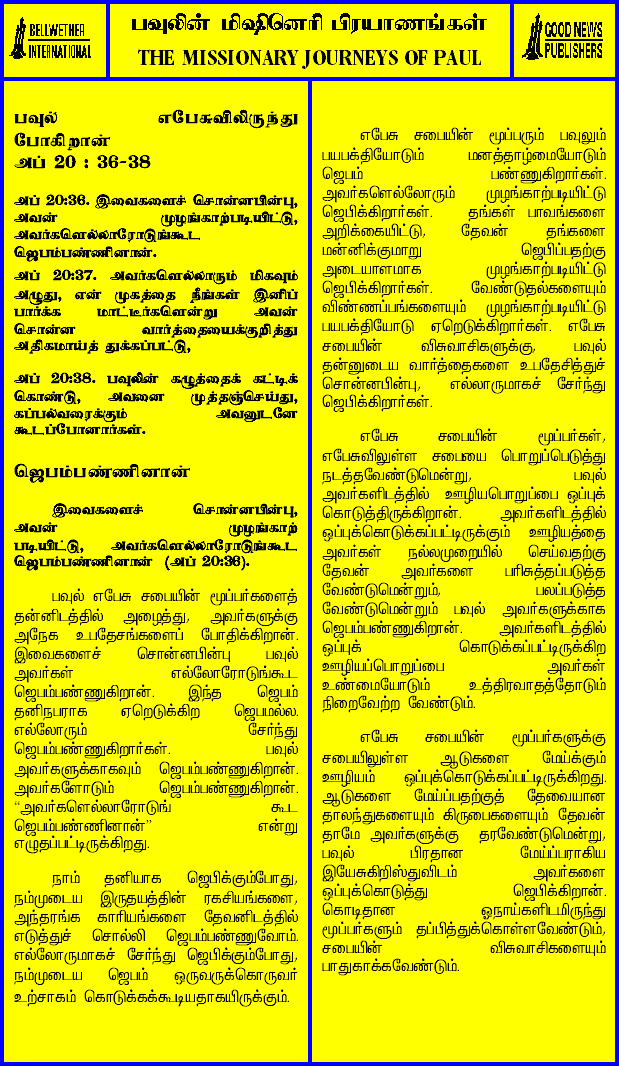 BELLWETHER
INTERNATIONAL
பவுலின் மிஷினெரி பிரயாணங்கள்
THE MISSIONARY JOURNEYS OF PAUL
GOOD NEWS
PUBLISHERS
பவுல் எபேசுவிலிருந்து
போகிறான்
அப் 20 : 36-38
அப் 20:36. இவைகளைச் சொன்னபின்பு,
அவன் முழங்காற்படியிட்டு,
அவர்களெல்லாரோடுங்கூட
ஜெபம்பண்ணினான்.
அப் 20:37. அவர்களெல்லாரும் மிகவும்
அழுது, என் முகத்தை நீங்கள் இனிப்
பார்க்க மாட்டீர்களென்று அவன்
சொன்ன வார்த்தையைக்குறித்து
அதிகமாய்த் துக்கப்பட்டு,
அப் 20:38. பவுலின் கழுத்தைக் கட்டிக்
கொண்டு, அவனை முத்தஞ்செய்து,
கப்பல்வரைக்கும் அவனுடனே
கூடப்போனார்கள்.
ஜெபம்பண்ணினான்
இவைகளைச் சொன்னபின்பு,
அவன் முழங்காற்
படியிட்டு, அவர்களெல்லாரோடுங்கூட
ஜெபம்பண்ணினான் (அப் 20:36).
பவுல் எபேசு சபையின் மூப்பர்களைத்
தன்னிடத்தில் அழைத்து, அவர்களுக்கு
அநேக உபதேசங்களைப் போதிக்கிறான்.
இவைகளைச் சொன்னபின்பு பவுல்
அவர்கள் எல்லோரோடுங்கூட
ஜெபம்பண்ணுகிறான். இந்த ஜெபம்
தனிநபராக ஏறெடுக்கிற ஜெபமல்ல.
எல்லோரும் சேர்ந்து
ஜெபம்பண்ணுகிறார்கள். பவுல்
அவர்களுக்காகவும் ஜெபம்பண்ணுகிறான்.
அவர்களோடும் ஜெபம்பண்ணுகிறான்.
“அவர்களெல்லாரோடுங் கூட
ஜெபம்பண்ணினான்” என்று
எழுதப்பட்டிருக்கிறது.
நாம் தனியாக ஜெபிக்கும்போது,
நம்முடைய இருதயத்தின் ரகசியங்களை,
அந்தரங்க காரியங்களை தேவனிடத்தில்
எடுத்துச் சொல்லி ஜெபம்பண்ணுவோம்.
எல்லோருமாகச் சேர்ந்து ஜெபிக்கும்போது,
நம்முடைய ஜெபம் ஒருவருக்கொருவர்
உற்சாகம் கொடுக்கக்கூடியதாகயிருக்கும்.
எபேசு சபையின் மூப்பரும் பவுலும்
பயபக்தியோடும் மனத்தாழ்மையோடும்
ஜெபம் பண்ணுகிறார்கள்.
அவர்களெல்லோரும் முழங்காற்படியிட்டு
ஜெபிக்கிறார்கள். தங்கள் பாவங்களை
அறிக்கையிட்டு, தேவன் தங்களை
மன்னிக்குமாறு ஜெபிப்பதற்கு
அடையாளமாக முழங்காற்படியிட்டு
ஜெபிக்கிறார்கள். வேண்டுதல்களையும்
விண்ணப்பங்களையும் முழங்காற்படியிட்டு
பயபக்தியோடு ஏறெடுக்கிறார்கள். எபேசு
சபையின் விசுவாசிகளுக்கு, பவுல்
தன்னுடைய வார்த்தைகளை உபதேசித்துச்
சொன்னபின்பு, எல்லாருமாகச் சேர்ந்து
ஜெபிக்கிறார்கள்.
எபேசு சபையின் மூப்பர்கள்,
எபேசுவிலுள்ள சபையை பொறுப்பெடுத்து
நடத்தவேண்டுமென்று, பவுல்
அவர்களிடத்தில் ஊழியபொறுப்பை ஒப்புக்
கொடுத்திருக்கிறான். அவர்களிடத்தில்
ஒப்புக்கொடுக்கப்பட்டிருக்கும் ஊழியத்தை
அவர்கள் நல்லமுறையில் செய்வதற்கு
தேவன் அவர்களை பரிசுத்தப்படுத்த
வேண்டுமென்றும், பலப்படுத்த
வேண்டுமென்றும் பவுல் அவர்களுக்காக
ஜெபம்பண்ணுகிறான். அவர்களிடத்தில்
ஒப்புக் கொடுக்கப்பட்டிருக்கிற
ஊழியப்பொறுப்பை அவர்கள்
உண்மையோடும் உத்திரவாதத்தோடும்
நிறைவேற்ற வேண்டும்.
எபேசு சபையின் மூப்பர்களுக்கு
சபையிலுள்ள ஆடுகளை மேய்க்கும்
ஊழியம் ஒப்புக்கொடுக்கப்பட்டிருக்கிறது.
ஆடுகளை மேய்ப்பதற்குத் தேவையான
தாலந்துகளையும் கிருபைகளையும் தேவன்
தாமே அவர்களுக்கு தரவேண்டுமென்று,
பவுல் பிரதான மேய்ப்பராகிய
இயேசுகிறிஸ்துவிடம் அவர்களை
ஒப்புக்கொடுத்து ஜெபிக்கிறான்.
கொடிதான ஓநாய்களிடமிருந்து
மூப்பர்களும் தப்பித்துக்கொள்ளவேண்டும்,
சபையின் விசுவாசிகளையும்
பாதுகாக்கவேண்டும்.